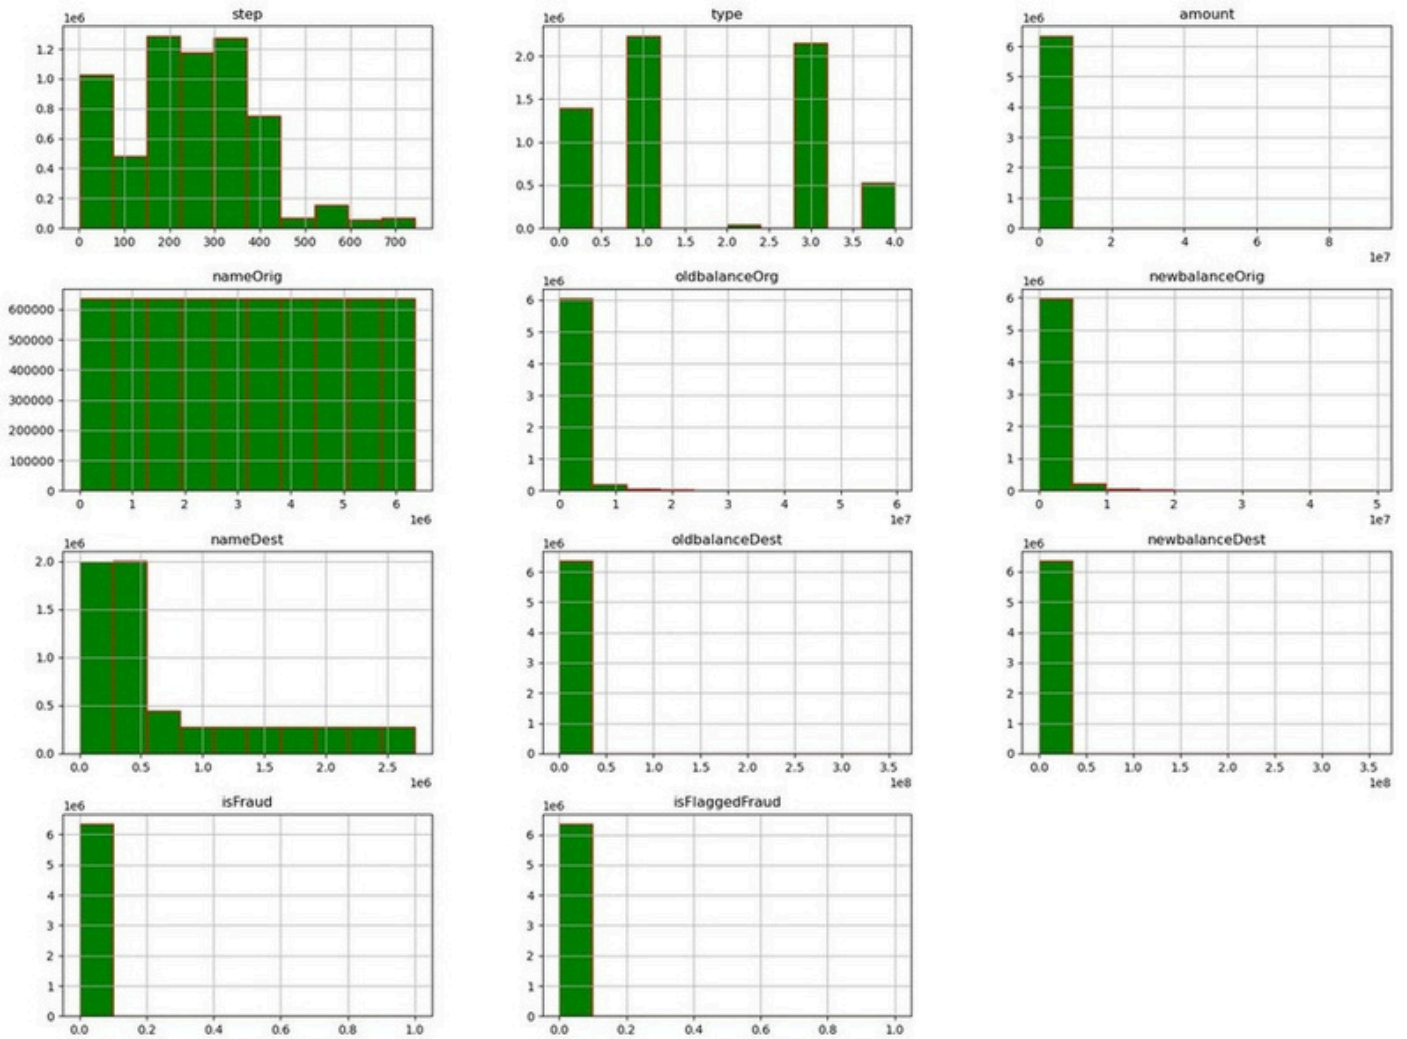 step
1e6
1.2
1.0
0.8
0.6
0.4
0.2
0.0
0 100 200 300 400 500 600 700
type
1e6
2.0
1.5
1.0
0.5
0.0
0.0 0.5 1.0 1.5 2.0 2.5 3.0 3.5 4.0
amount
1e6
6
5
4
3
2
1
0
0 2 4 6 8
1e7
nameOrig
600000
500000
400000
300000
200000
100000
0
0 1 2 3 4 5 6
1e6
oldbalanceOrg
1e6
6
5
4
3
2
1
0
0 1 2 3 4 5 6
1e7
newbalanceOrig
1e6
6
5
4
3
2
1
0
0 1 2 3 4 5
1e7
nameDest
1e6
2.0
1.5
1.0
0.5
0.0
0.0 0.5 1.0 1.5 2.0 2.5
1e6
oldbalanceDest
1e6
6
5
4
3
2
1
0
0.0 0.5 1.0 1.5 2.0 2.5 3.0 3.5
1e8
newbalanceDest
1e6
6
5
4
3
2
1
0
0.0 0.5 1.0 1.5 2.0 2.5 3.0 3.5
1e8
isFraud
1e6
6
5
4
3
2
1
0
0.0 0.2 0.4 0.6 0.8 1.0
isFlaggedFraud
1e6
6
5
4
3
2
1
0
0.0 0.2 0.4 0.6 0.8 1.0